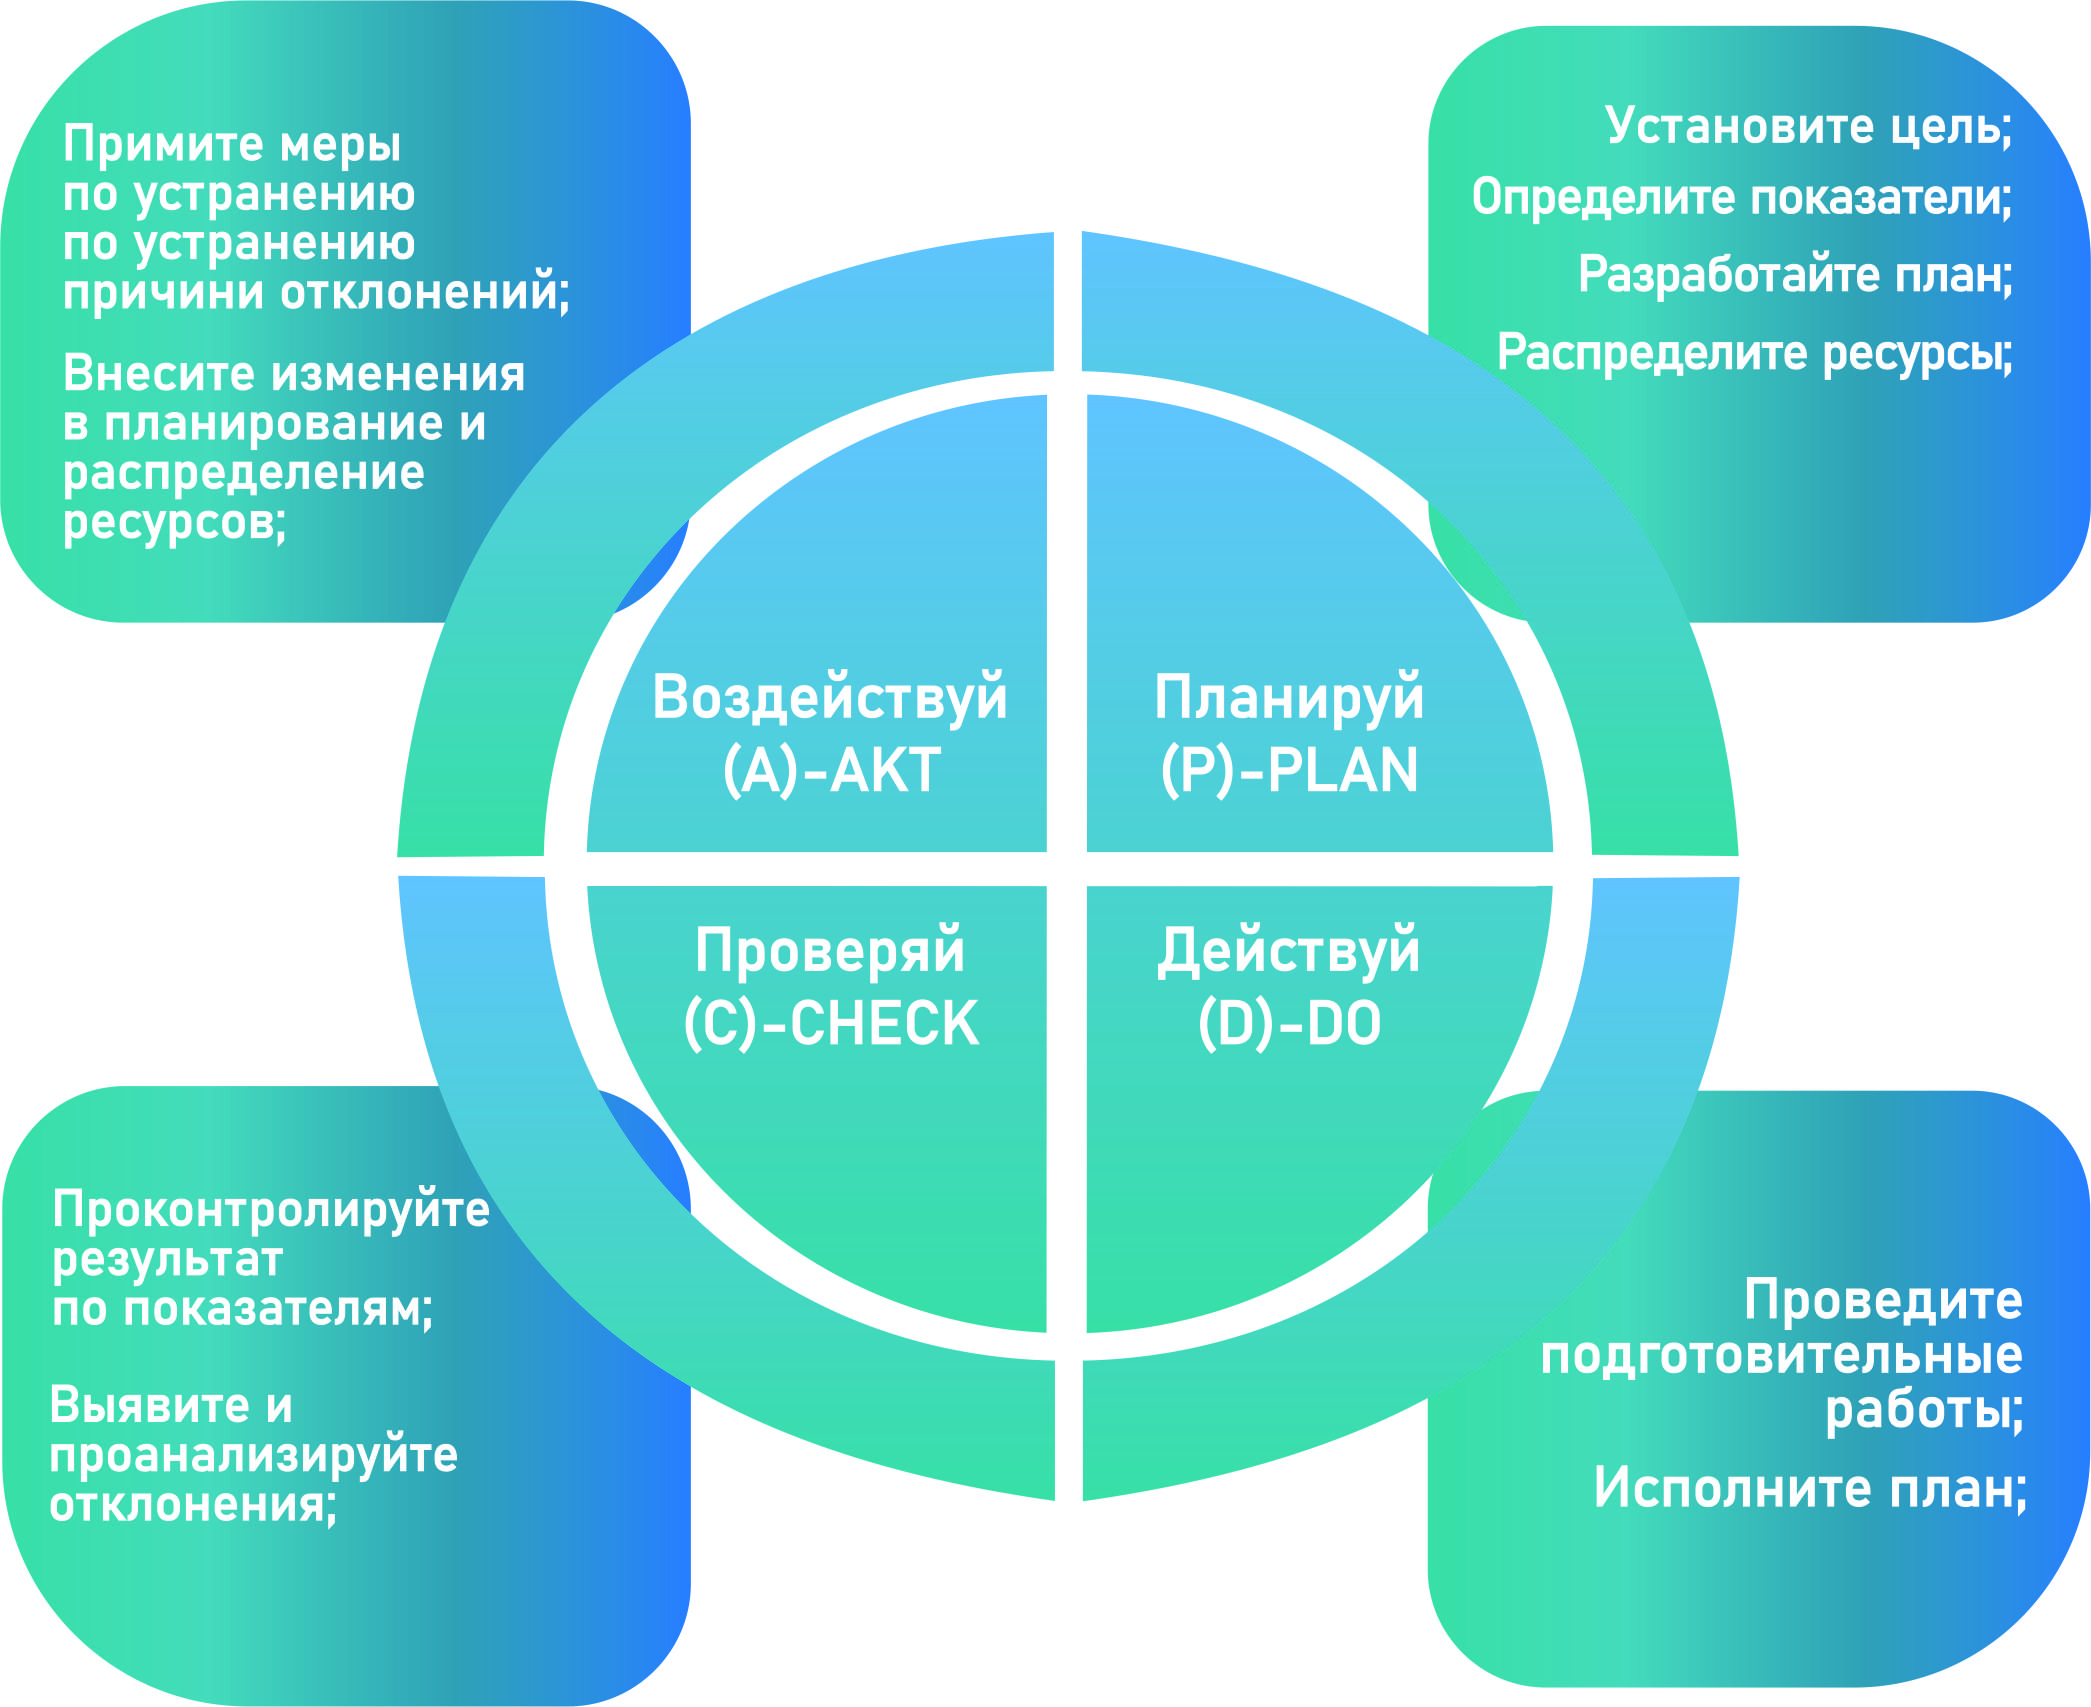 Примите меры
по устранению
по устранению
причини отклонений;
Внесите изменения
в планирование и
распределение
ресурсов;
Установите цель;
Определите показатели;
Разработайте план;
Распределите ресурсы;
Воздействуй
(A)-AKT
Планируй
(P)-PLAN
Проверяй
(C)-CHECK
Действуй
(D)-DO
Проконтролируйте
результат
по показателям;
Выявите и
проанализируйте
отклонения;
Проведите
подготовительные
работы;
Исполните план;